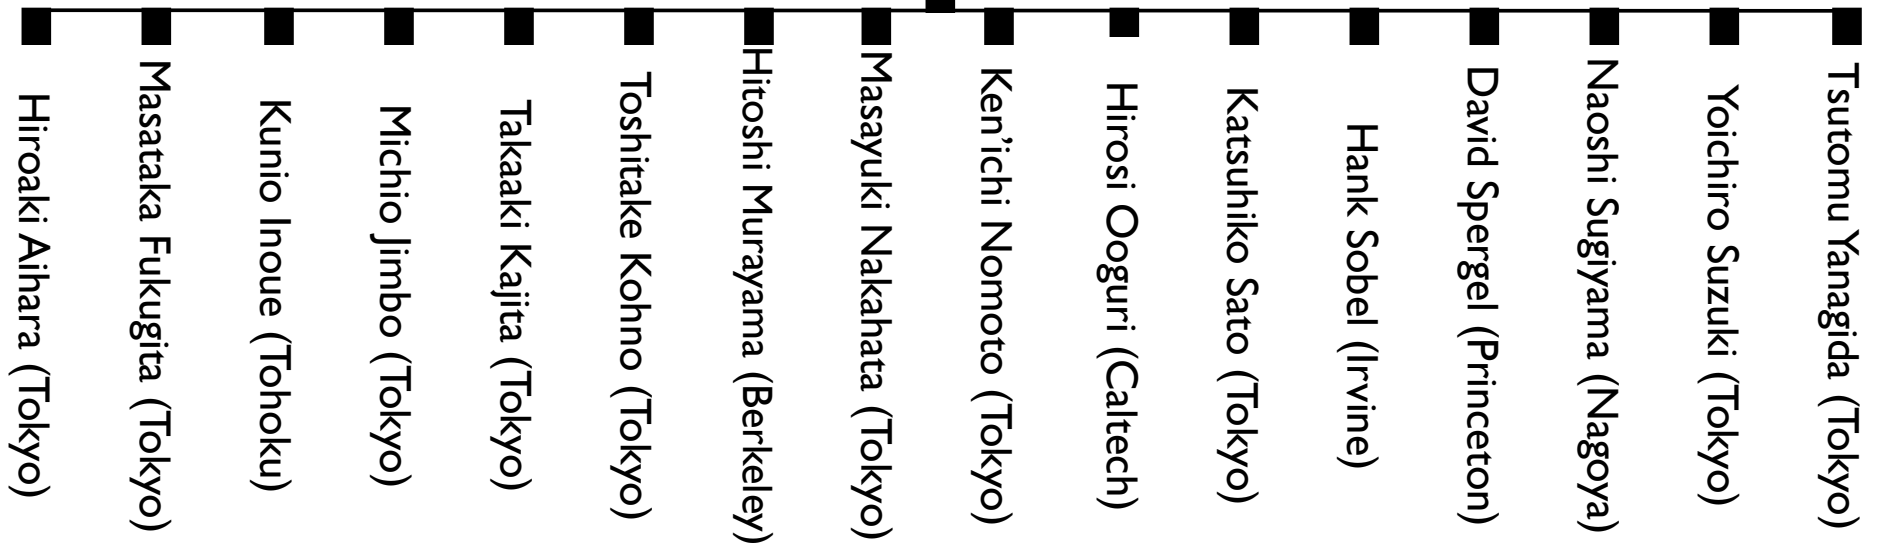 Hiroaki Aihara (Tokyo)
Masataka Fukugita (Tokyo)
Kunio Inoue (Tohoku)
Michio Jimbo (Tokyo)
Takaaki Kajita (Tokyo)
Toshitake Kohno (Tokyo)
Hitoshi Murayama (Berkeley)
Masayuki Nakahata (Tokyo)
Ken’ichi Nomoto (Tokyo)
Hirosi Ooguri (Caltech)
Katsuhiko Sato (Tokyo)
Hank Sobel (Irvine)
David Spergel (Princeton)
Naoshi Sugiyama (Nagoya)
Yoichiro Suzuki (Tokyo)
Tsutomu Yanagida (Tokyo)